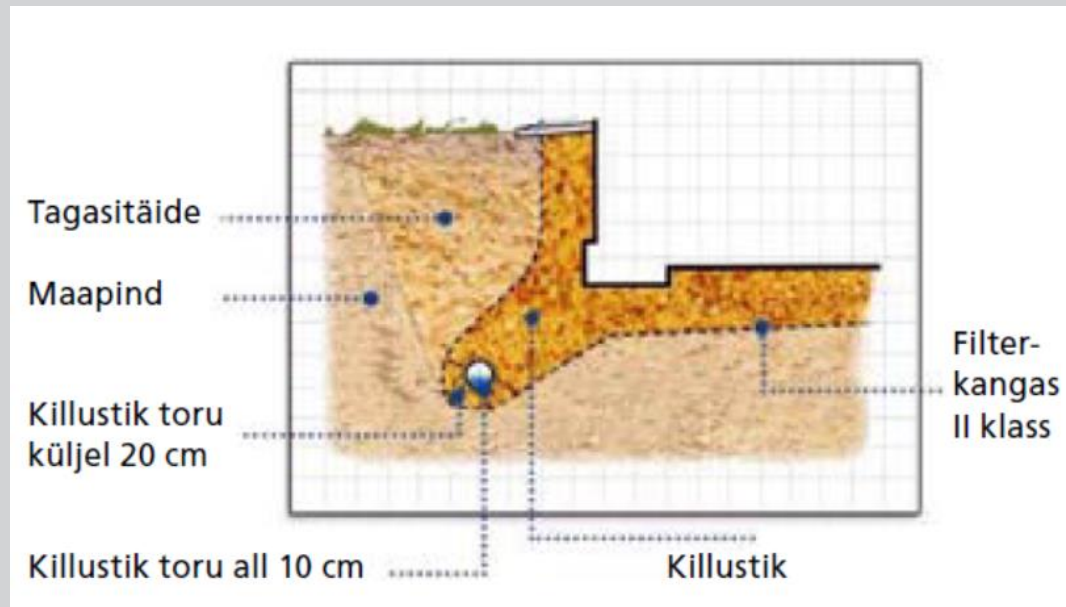 Tagasitäide
Maapind
Killustik toru
küljel 20 cm
Killustik toru all 10 cm
Killustik
Filter-
kangas
II klass